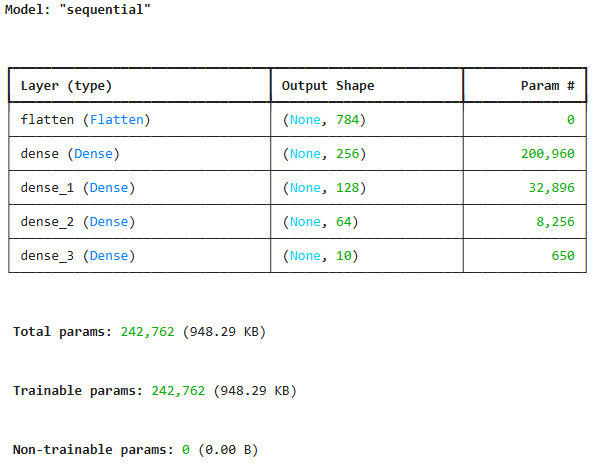 Model: "sequential"
Layer (type) Output Shape Param #
flatten (Flatten) (None, 784) 0
dense (Dense) (None, 256) 200,960
dense_1 (Dense) (None, 128) 32,896
dense_2 (Dense) (None, 64) 8,256
dense_3 (Dense) (None, 10) 650
Total params: 242,762 (948.29 KB)
Trainable params: 242,762 (948.29 KB)
Non-trainable params: 0 (0.00 B)